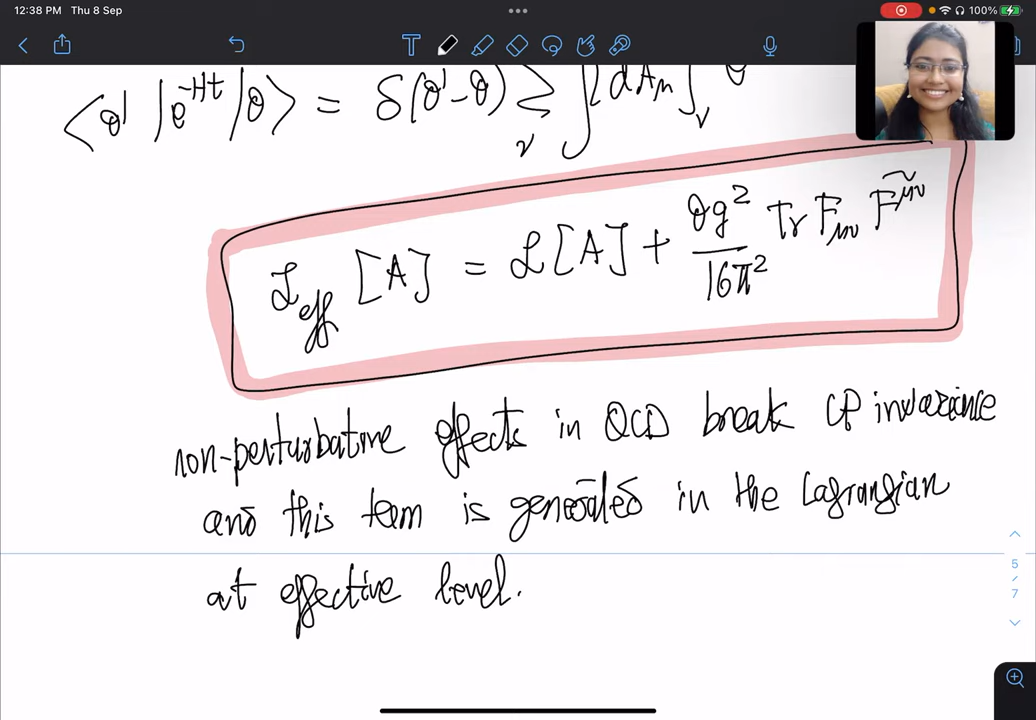 12:38 PM Thu 8 Sep
100%
⟨θ' |e^{-Ht}|θ⟩ = δ(θ'-θ) Σ_ν ∫[dA_μ]_ν
ℒ_eff [A] = ℒ[A] + θg²/16π² Tr F_μν F̃^μν
non-perturbative effects in QCD break CP invariance
and this term is generated in the Lagrangian
at effective level.
5
/
7